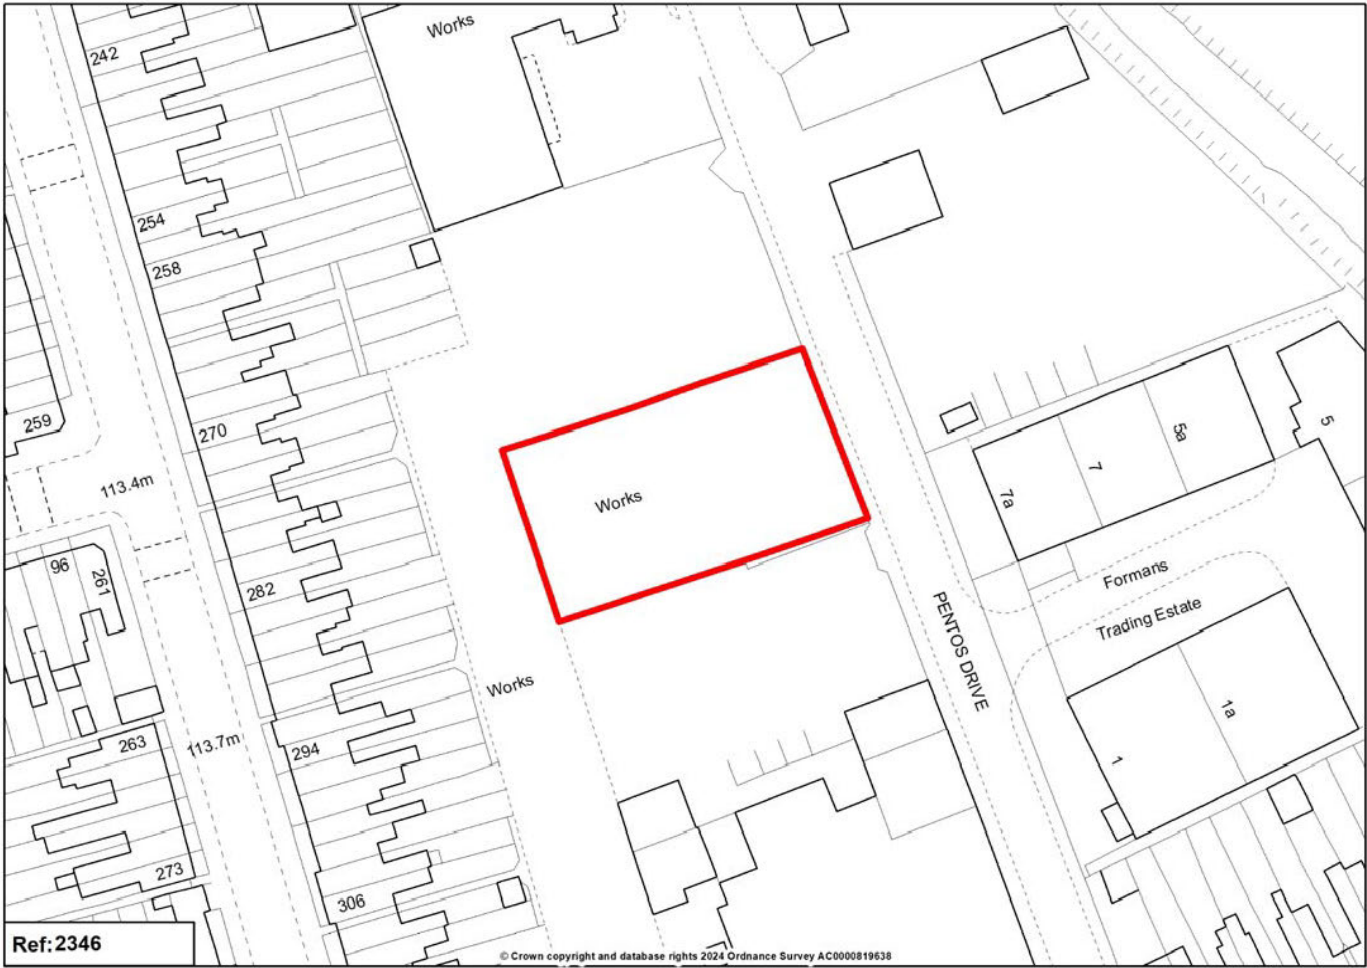 Works
242
254
258
259
270
113.4m
Works
7a
7
5a
5
96
261
282
Formans
Trading Estate
PENTOS DRIVE
Works
263
113.7m
294
1
1a
273
306
Ref:2346
© Crown copyright and database rights 2024 Ordnance Survey AC0000819638